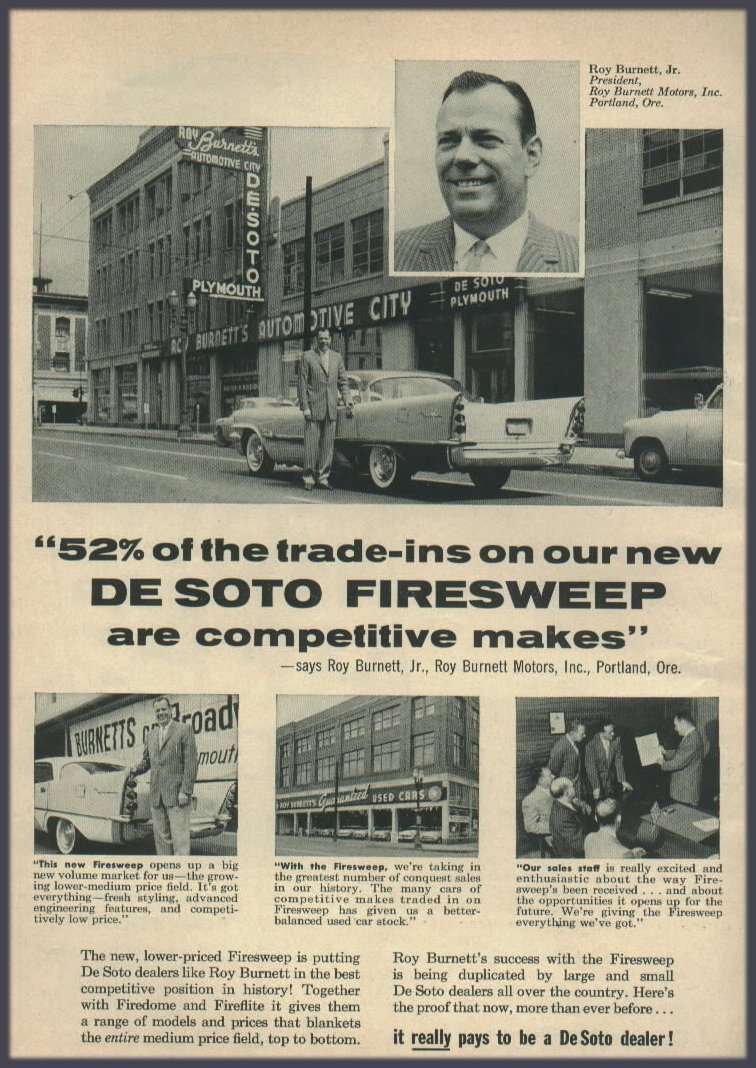 Roy Burnett, Jr.
President,
Roy Burnett Motors, Inc.
Portland, Ore.
ROY
Burnett's
AUTOMOTIVE CITY
DE SOTO
PLYMOUTH
ROY BURNETT'S AUTOMOTIVE CITY
DE SOTO
PLYMOUTH
“52% of the trade-ins on our new
DE SOTO FIRESWEEP
are competitive makes”
—says Roy Burnett, Jr., Roy Burnett Motors, Inc., Portland, Ore.
BURNETTS on Broad
mouth
ROY BURNETT'S Guaranteed USED CARS
“This new Firesweep opens up a big
new volume market for us—the grow-
ing lower-medium price field. It's got
everything—fresh styling, advanced
engineering features, and competi-
tively low price.”
“With the Firesweep, we're taking in
the greatest number of conquest sales
in our history. The many cars of
competitive makes traded in on
Firesweep has given us a better-
balanced used car stock.”
“Our sales staff is really excited and
enthusiastic about the way Fire-
sweep's been received . . . and about
the opportunities it opens up for the
future. We're giving the Firesweep
everything we've got.”
The new, lower-priced Firesweep is putting
De Soto dealers like Roy Burnett in the best
competitive position in history! Together
with Firedome and Fireflite it gives them
a range of models and prices that blankets
the entire medium price field, top to bottom.
Roy Burnett's success with the Firesweep
is being duplicated by large and small
De Soto dealers all over the country. Here's
the proof that now, more than ever before . . .
it really pays to be a De Soto dealer!